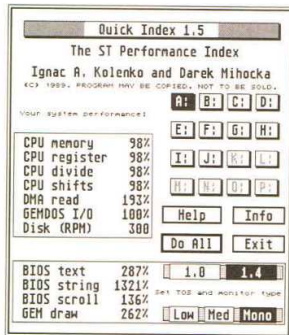 Quick Index 1.5
The ST Performance Index
Ignac A. Kolenko and Darek Mihocka
(C) 1989. PROGRAM MAY BE COPIED, NOT TO BE SOLD.
Your system performance:
CPU memory 98%
CPU register 98%
CPU divide 98%
CPU shifts 98%
DMA read 193%
GEMDOS I/O 100%
Disk (RPM) 300
BIOS text 287%
BIOS string 1321%
BIOS scroll 136%
GEM draw 262%
A: B: C: D:
E: F: G: H:
I: J: K: L:
M: N: O: P:
Help Info
Do All Exit
1.0 1.4
Set TOS and monitor type
Low Med Mono